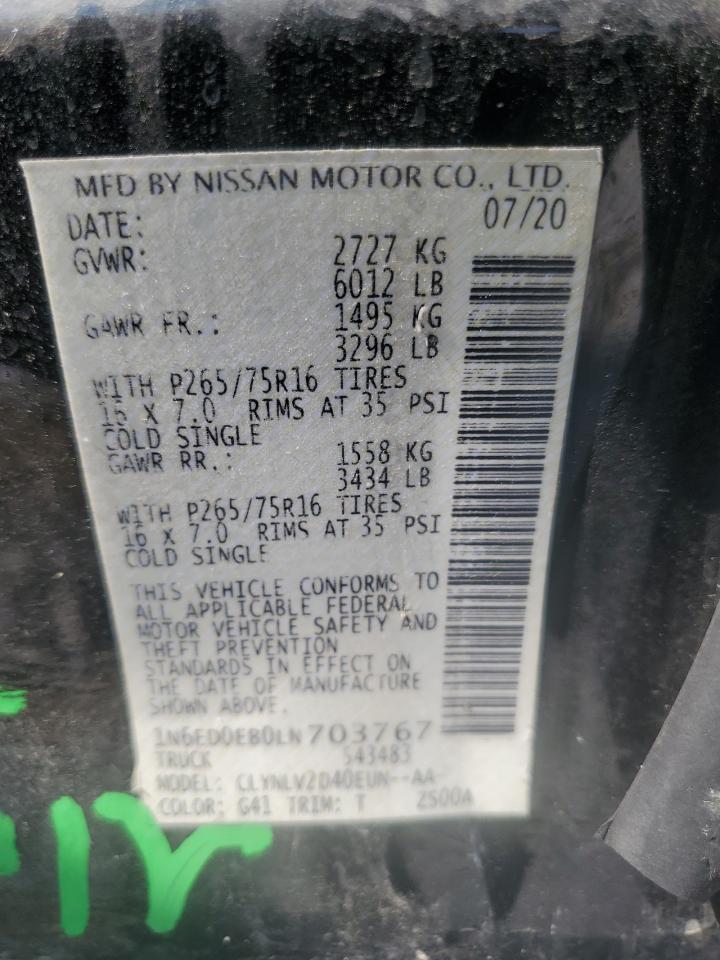 MFD BY NISSAN MOTOR CO., LTD.
DATE: 07/20
GVWR: 2727 KG
6012 LB
GAWR FR.: 1495 KG
3296 LB
WITH P265/75R16 TIRES
16 X 7.0 RIMS AT 35 PSI
COLD SINGLE
GAWR RR.: 1558 KG
3434 LB
WITH P265/75R16 TIRES
16 X 7.0 RIMS AT 35 PSI
COLD SINGLE
THIS VEHICLE CONFORMS TO
ALL APPLICABLE FEDERAL
MOTOR VEHICLE SAFETY AND
THEFT PREVENTION
STANDARDS IN EFFECT ON
THE DATE OF MANUFACTURE
SHOWN ABOVE.
1N6ED0EB0LN703767
TRUCK 543483
MODEL: CLYNLV2D40EUN--AA-
COLOR: G41 TRIM: T 2500A